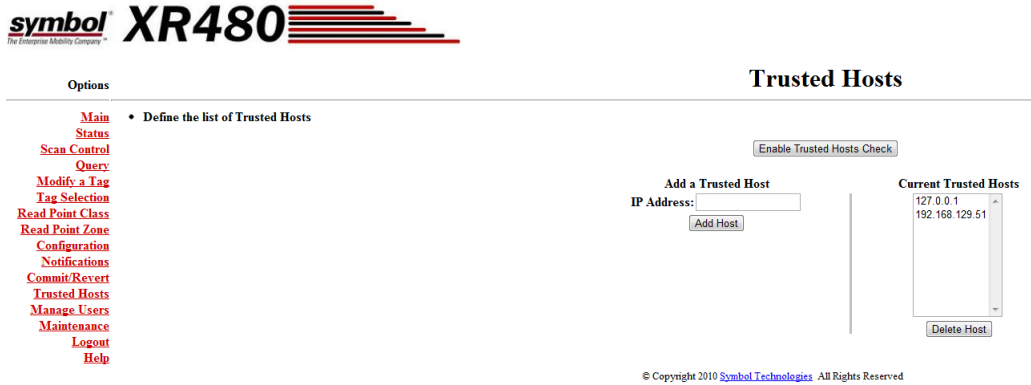 symbol XR480
The Enterprise Mobility Company™
Options
Trusted Hosts
Main
Status
Scan Control
Query
Modify a Tag
Tag Selection
Read Point Class
Read Point Zone
Configuration
Notifications
Commit/Revert
Trusted Hosts
Manage Users
Maintenance
Logout
Help
• Define the list of Trusted Hosts
Enable Trusted Hosts Check
Add a Trusted Host
IP Address:
Add Host
Current Trusted Hosts
127.0.0.1
192.168.129.51
Delete Host
© Copyright 2010 Symbol Technologies All Rights Reserved